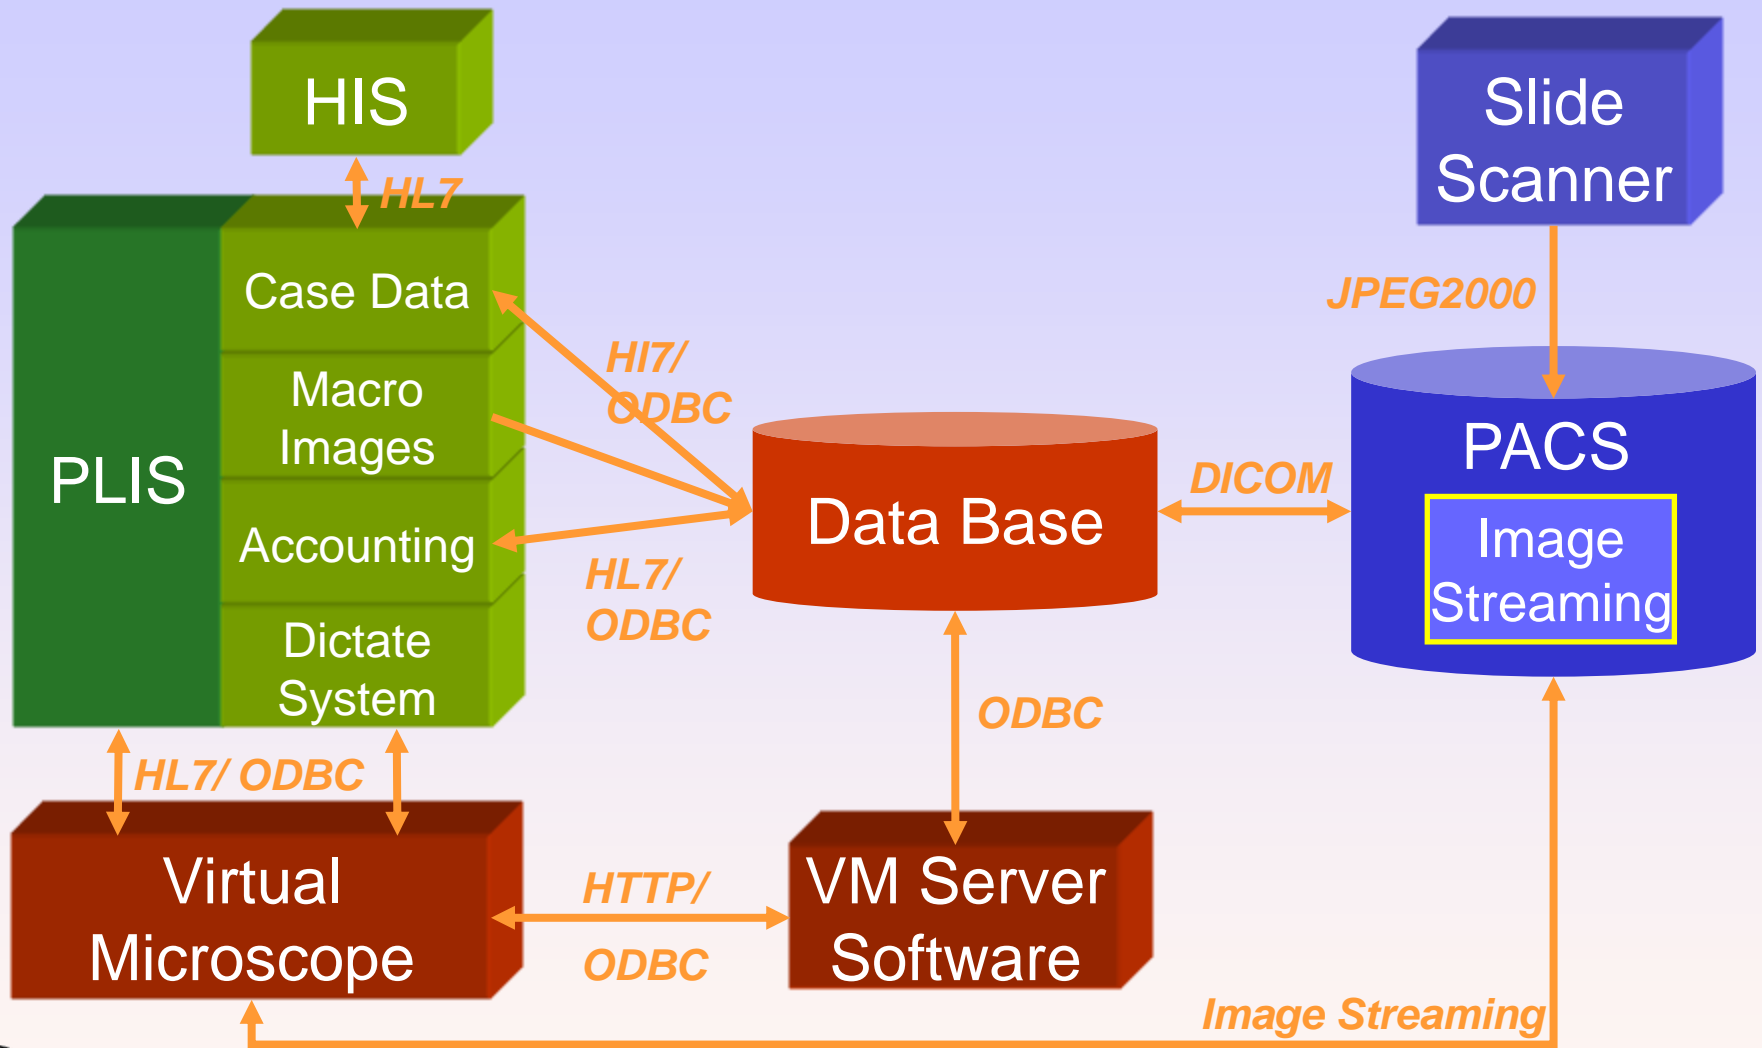 HIS
Slide
Scanner
HL7
Case Data
JPEG2000
HI7/
ODBC
Macro
Images
PLIS
PACS
DICOM
Data Base
Accounting
Image
Streaming
HL7/
ODBC
Dictate
System
ODBC
HL7/ ODBC
Virtual
Microscope
HTTP/
ODBC
VM Server
Software
Image Streaming